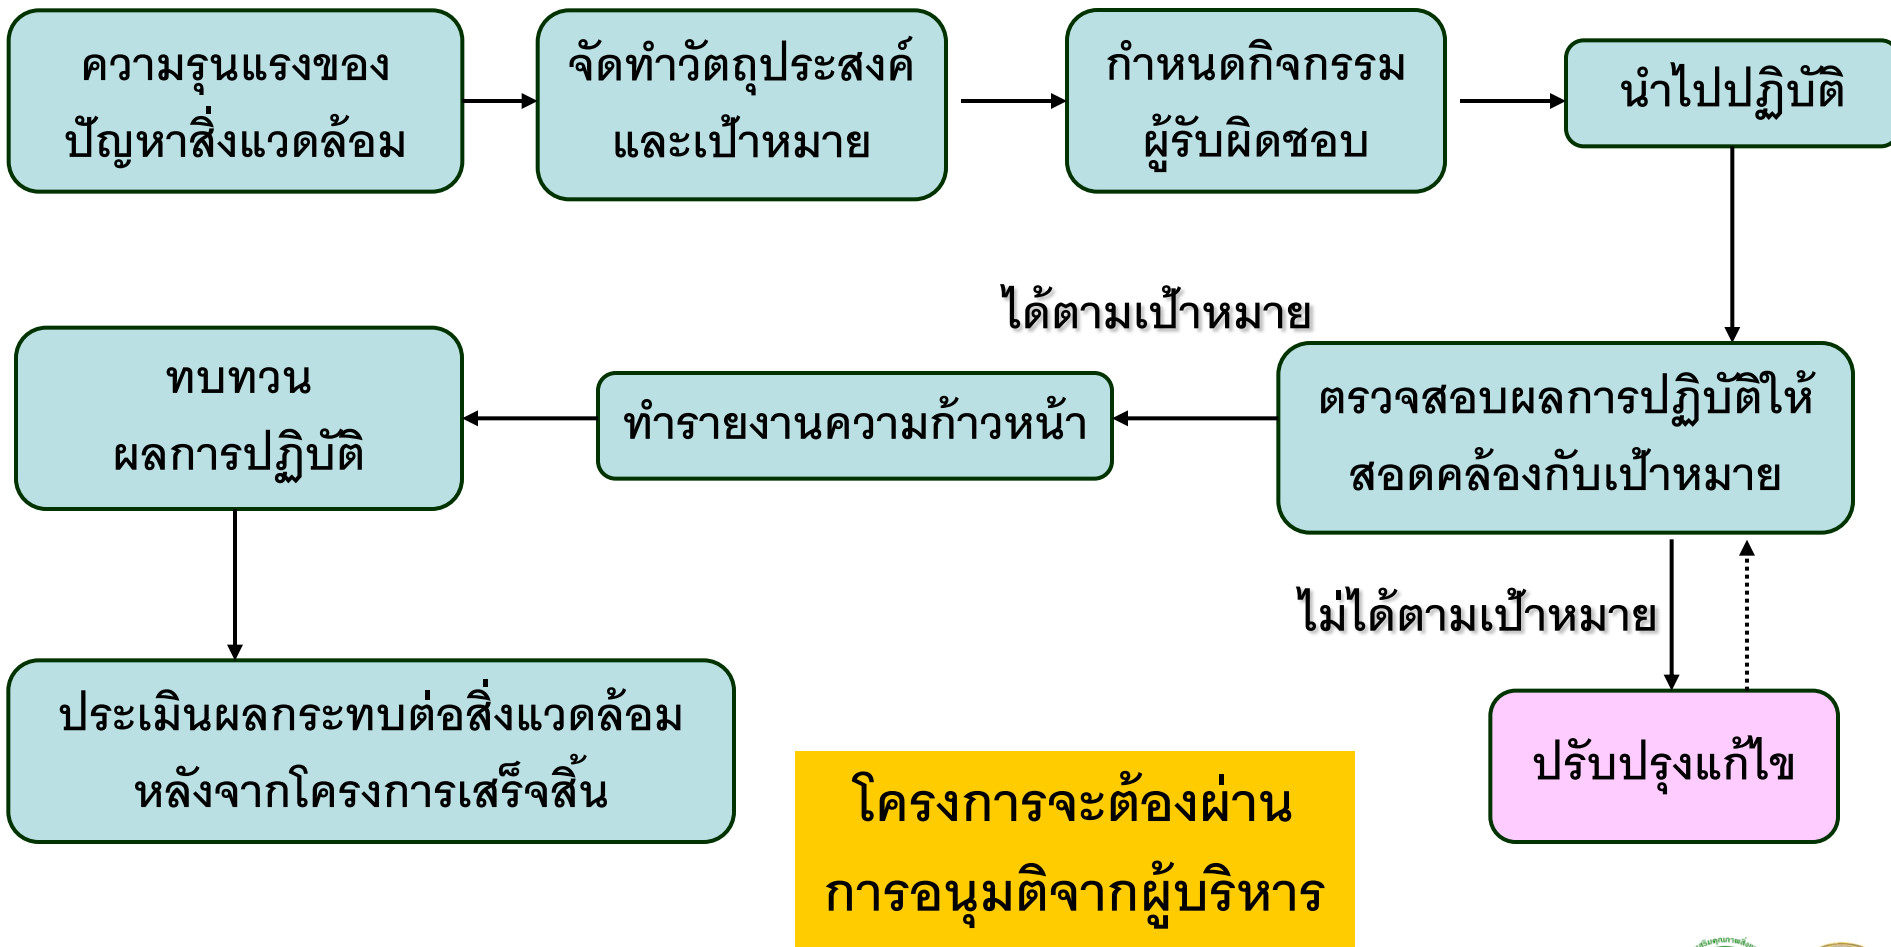 ความรุนแรงของ
ปัญหาสิ่งแวดล้อม
จัดทำวัตถุประสงค์
และเป้าหมาย
กำหนดกิจกรรม
ผู้รับผิดชอบ
นำไปปฏิบัติ
ได้ตามเป้าหมาย
ทบทวน
ผลการปฏิบัติ
ทำรายงานความก้าวหน้า
ตรวจสอบผลการปฏิบัติให้
สอดคล้องกับเป้าหมาย
ไม่ได้ตามเป้าหมาย
ประเมินผลกระทบต่อสิ่งแวดล้อม
หลังจากโครงการเสร็จสิ้น
ปรับปรุงแก้ไข
โครงการจะต้องผ่าน
การอนุมติจากผู้บริหาร